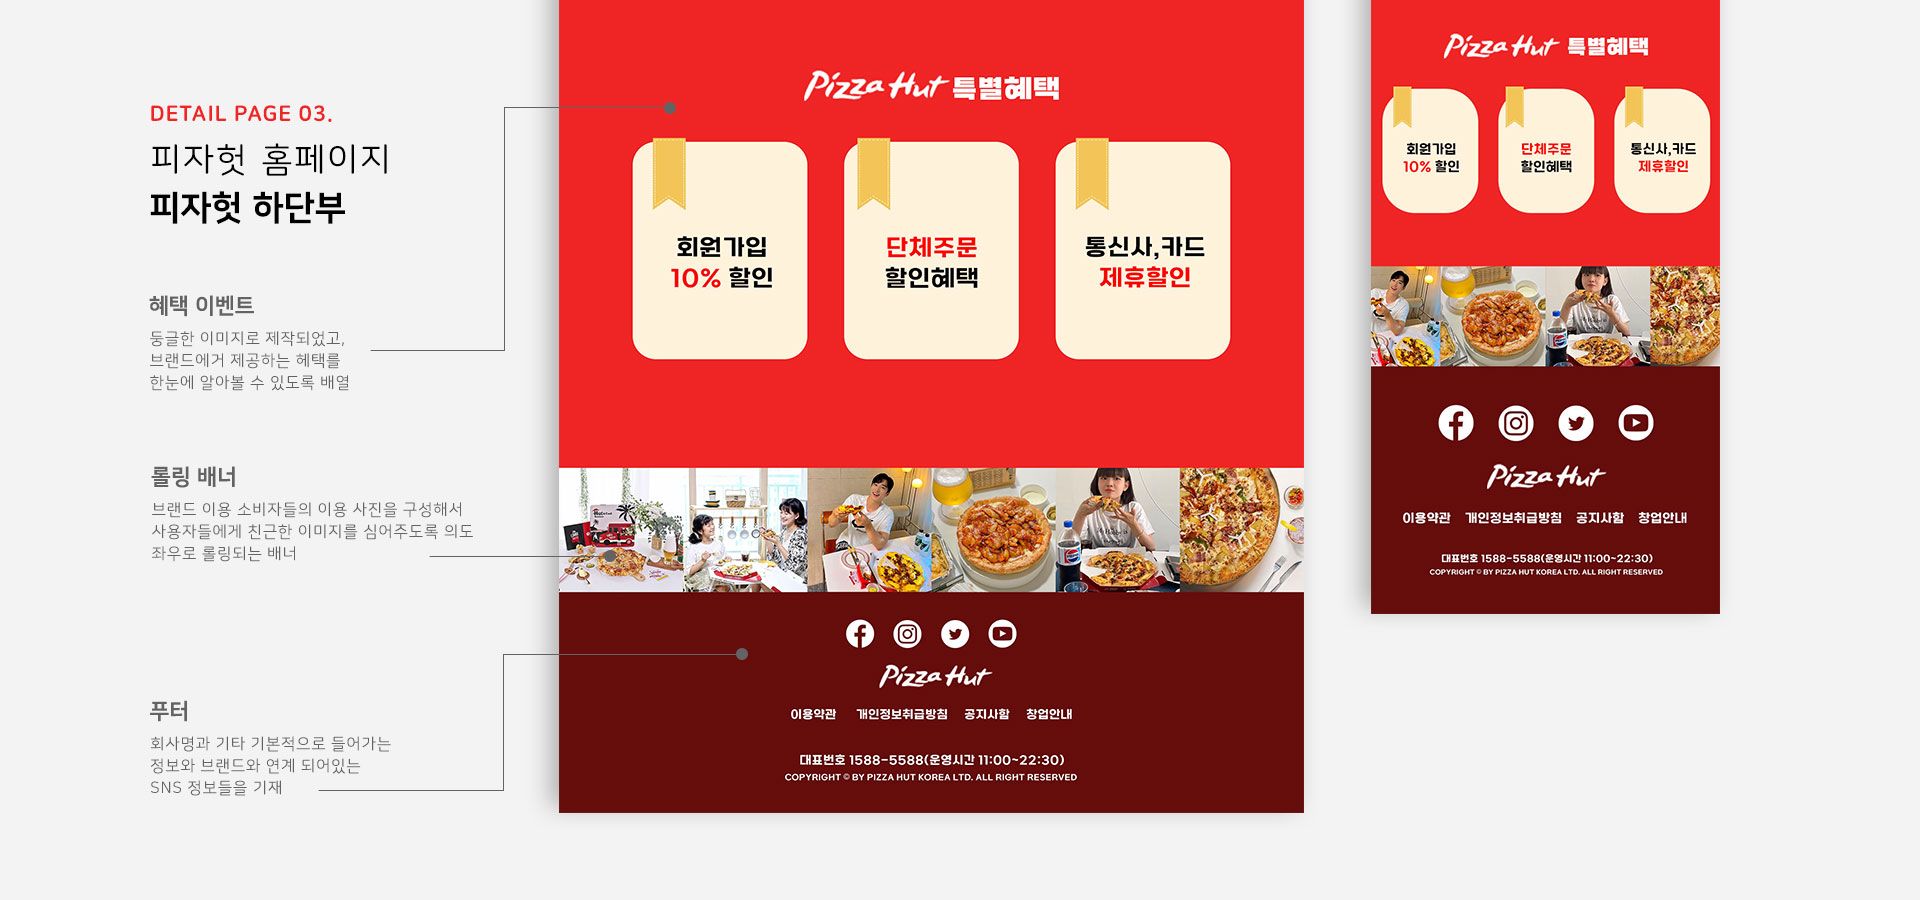 DETAIL PAGE 03.
피자헛 홈페이지
피자헛 하단부
혜택 이벤트
둥글한 이미지로 제작되었고,
브랜드에거 제공하는 헤택를
한눈에 알아볼 수 있도록 배열
롤링 배너
브랜드 이용 소비자들의 이용 사진을 구성해서
사용자들에게 친근한 이미지를 심어주도록 의도
좌우로 롤링되는 배너
푸터
회사명과 기타 기본적으로 들어가는
정보와 브랜드와 연계 되어있는
SNS 정보들을 기재
Pizza Hut 특별혜택
회원가입
10% 할인
단체주문
할인혜택
통신사,카드
제휴할인
Pizza Hut
이용약관 개인정보취급방침 공지사항 창업안내
대표번호 1588-5588(운영시간 11:00~22:30)
COPYRIGHT © BY PIZZA HUT KOREA LTD. ALL RIGHT RESERVED
Pizza Hut 특별혜택
회원가입
10% 할인
단체주문
할인혜택
통신사,카드
제휴할인
Pizza Hut
이용약관 개인정보취급방침 공지사항 창업안내
대표번호 1588-5588(운영시간 11:00~22:30)
COPYRIGHT © BY PIZZA HUT KOREA LTD. ALL RIGHT RESERVED